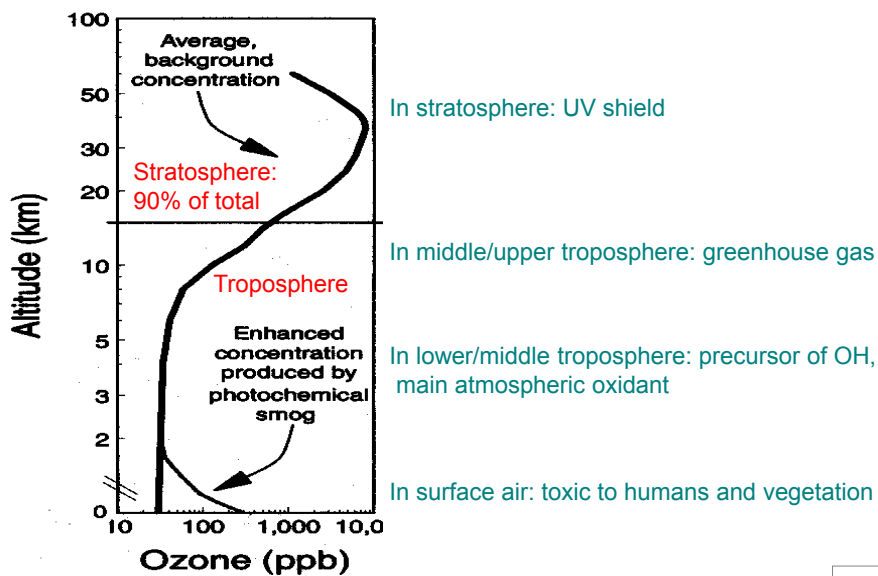 100
50
30
20
10
5
3
2
0
Altitude (km)
Average,
background
concentration
Stratosphere:
90% of total
Troposphere
Enhanced
concentration
produced by
photochemical
smog
10
100
1,000
10,0
Ozone (ppb)
In stratosphere: UV shield
In middle/upper troposphere: greenhouse gas
In lower/middle troposphere: precursor of OH,
main atmospheric oxidant
In surface air: toxic to humans and vegetation